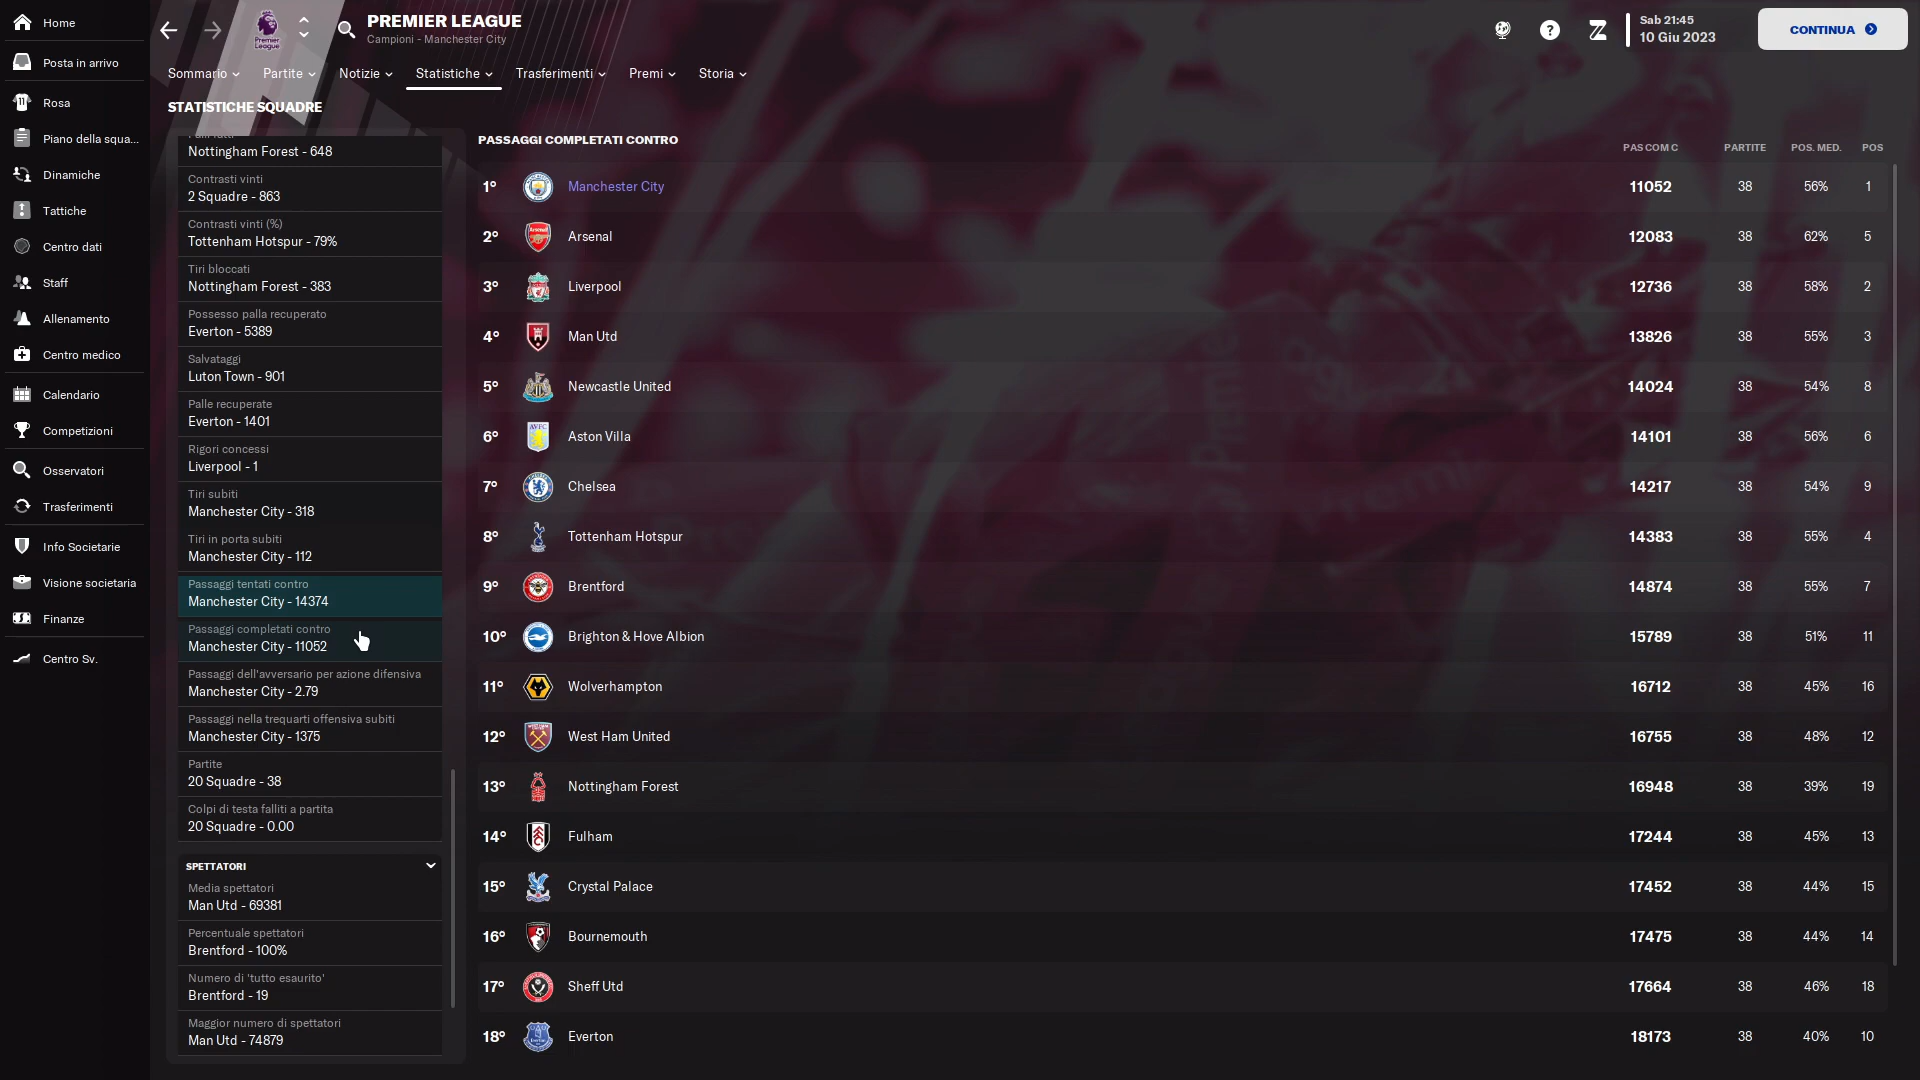 Home
Posta in arrivo
Rosa
Piano della squa...
Dinamiche
Tattiche
Centro dati
Staff
Allenamento
Centro medico
Calendario
Competizioni
Osservatori
Trasferimenti
Info Societarie
Visione societaria
Finanze
Centro Sv.
Premier League
PREMIER LEAGUE
Campioni - Manchester City
Sab 21:45
10 Giu 2023
CONTINUA
Sommario Partite Notizie Statistiche Trasferimenti Premi Storia
STATISTICHE SQUADRE
Nottingham Forest - 648
Contrasti vinti
2 Squadre - 863
Contrasti vinti (%)
Tottenham Hotspur - 79%
Tiri bloccati
Nottingham Forest - 383
Possesso palla recuperato
Everton - 5389
Salvataggi
Luton Town - 901
Palle recuperate
Everton - 1401
Rigori concessi
Liverpool - 1
Tiri subiti
Manchester City - 318
Tiri in porta subiti
Manchester City - 112
Passaggi tentati contro
Manchester City - 14374
Passaggi completati contro
Manchester City - 11052
Passaggi dell'avversario per azione difensiva
Manchester City - 2.79
Passaggi nella trequarti offensiva subiti
Manchester City - 1375
Partite
20 Squadre - 38
Colpi di testa falliti a partita
20 Squadre - 0.00
SPETTATORI
Media spettatori
Man Utd - 69381
Percentuale spettatori
Brentford - 100%
Numero di 'tutto esaurito'
Brentford - 19
Maggior numero di spettatori
Man Utd - 74879
PASSAGGI COMPLETATI CONTRO
PAS COM C PARTITE POS. MED. POS
1° Manchester City 11052 38 56% 1
2° Arsenal 12083 38 62% 5
3° Liverpool 12736 38 58% 2
4° Man Utd 13826 38 55% 3
5° Newcastle United 14024 38 54% 8
6° Aston Villa 14101 38 56% 6
7° Chelsea 14217 38 54% 9
8° Tottenham Hotspur 14383 38 55% 4
9° Brentford 14874 38 55% 7
10° Brighton & Hove Albion 15789 38 51% 11
11° Wolverhampton 16712 38 45% 16
12° West Ham United 16755 38 48% 12
13° Nottingham Forest 16948 38 39% 19
14° Fulham 17244 38 45% 13
15° Crystal Palace 17452 38 44% 15
16° Bournemouth 17475 38 44% 14
17° Sheff Utd 17664 38 46% 18
18° Everton 18173 38 40% 10